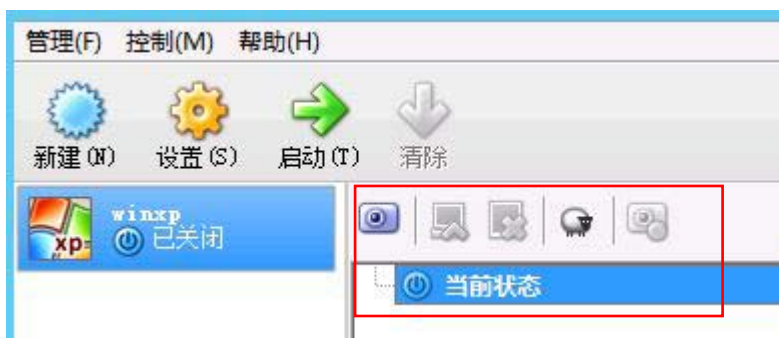 管理(F) 控制(M) 帮助(H)
新建(N) 设置(S) 启动(T) 清除
winxp
xp
已关闭
当前状态